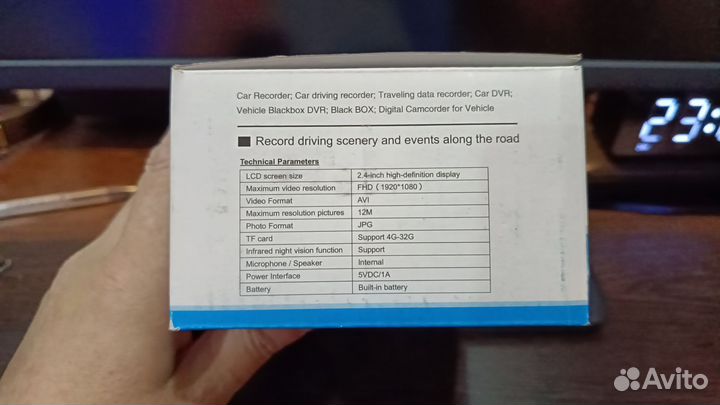 Car Recorder; Car driving recorder; Traveling data recorder; Car DVR;
Vehicle Blackbox DVR; Black BOX; Digital Camcorder for Vehicle
■ Record driving scenery and events along the road
Technical Parameters
LCD screen size 2.4-inch high-definition display
Maximum video resolution FHD ( 1920*1080 )
Video Format AVI
Maximum resolution pictures 12M
Photo Format JPG
TF card Support 4G-32G
Infrared night vision function Support
Microphone / Speaker Internal
Power Interface 5VDC/1A
Battery Built-in battery
23:
Avito